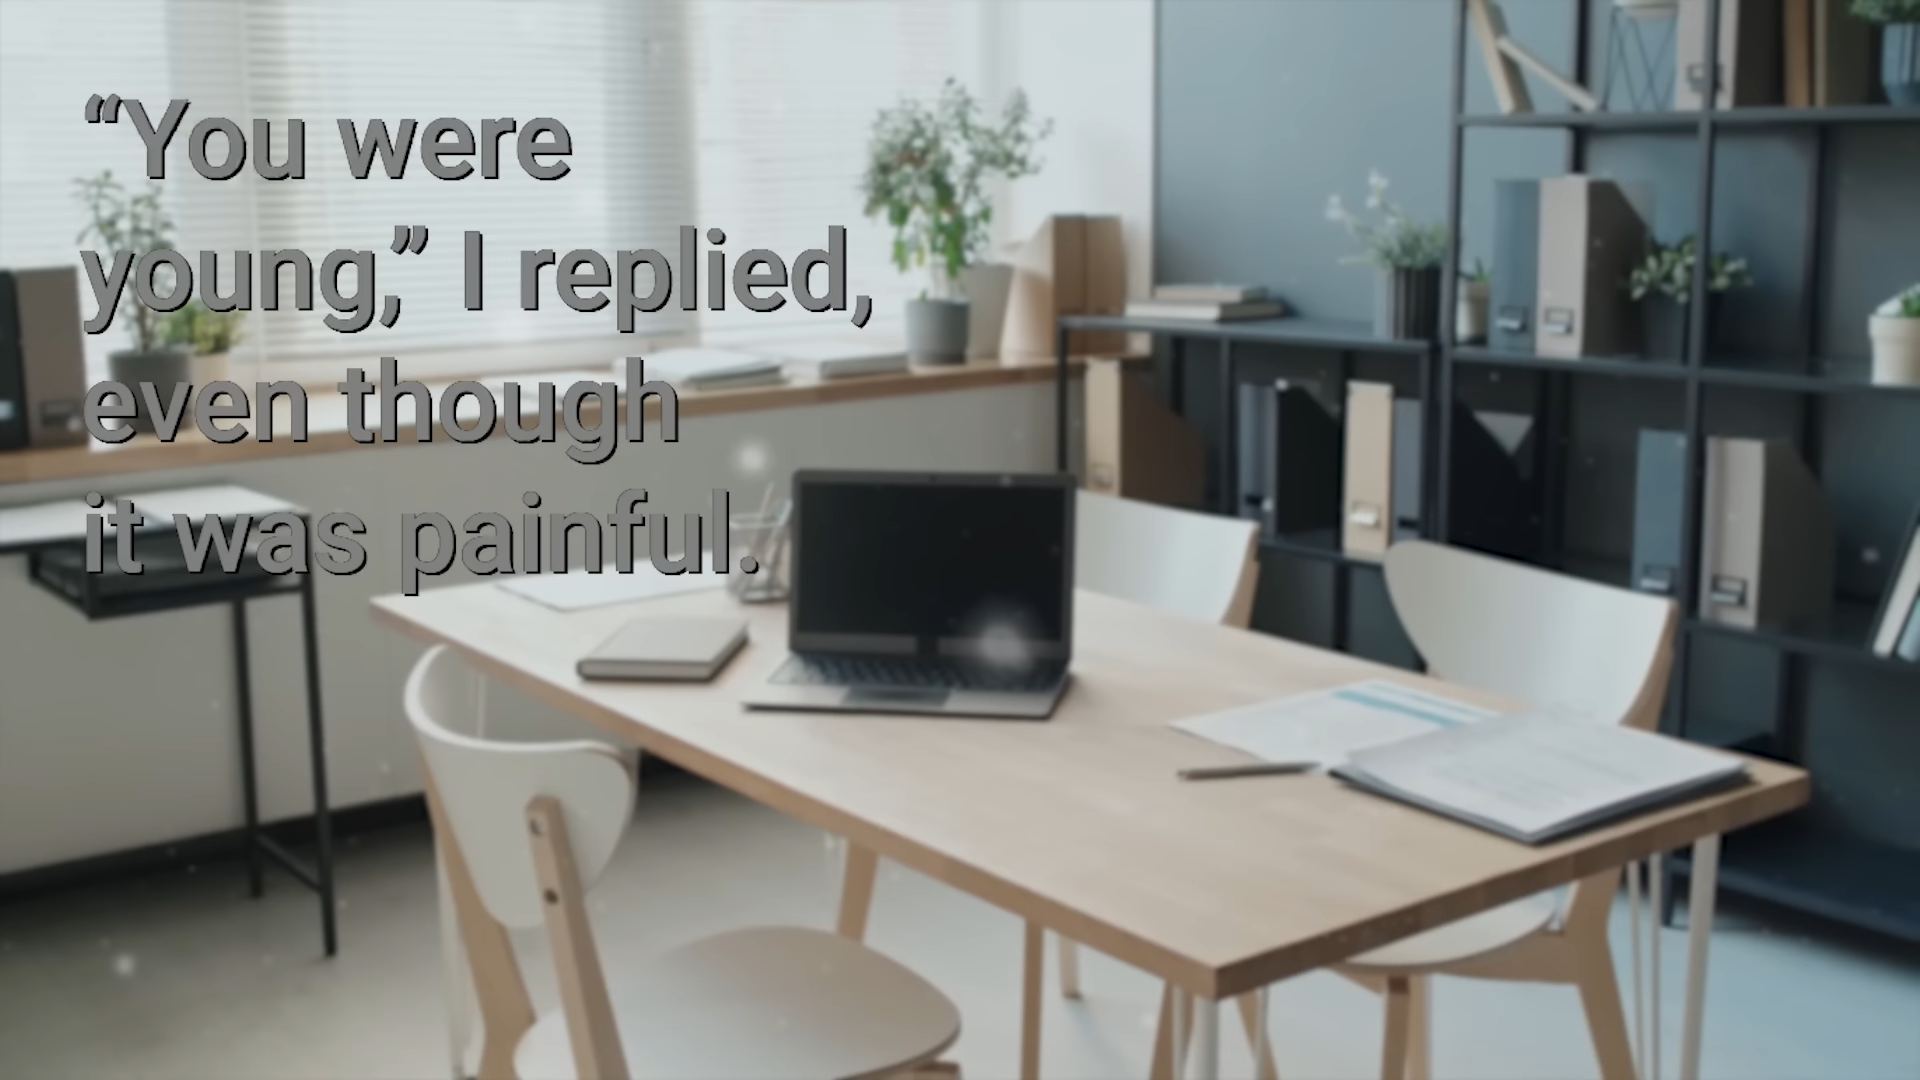 “You were
young,” I replied,
even though
it was painful.